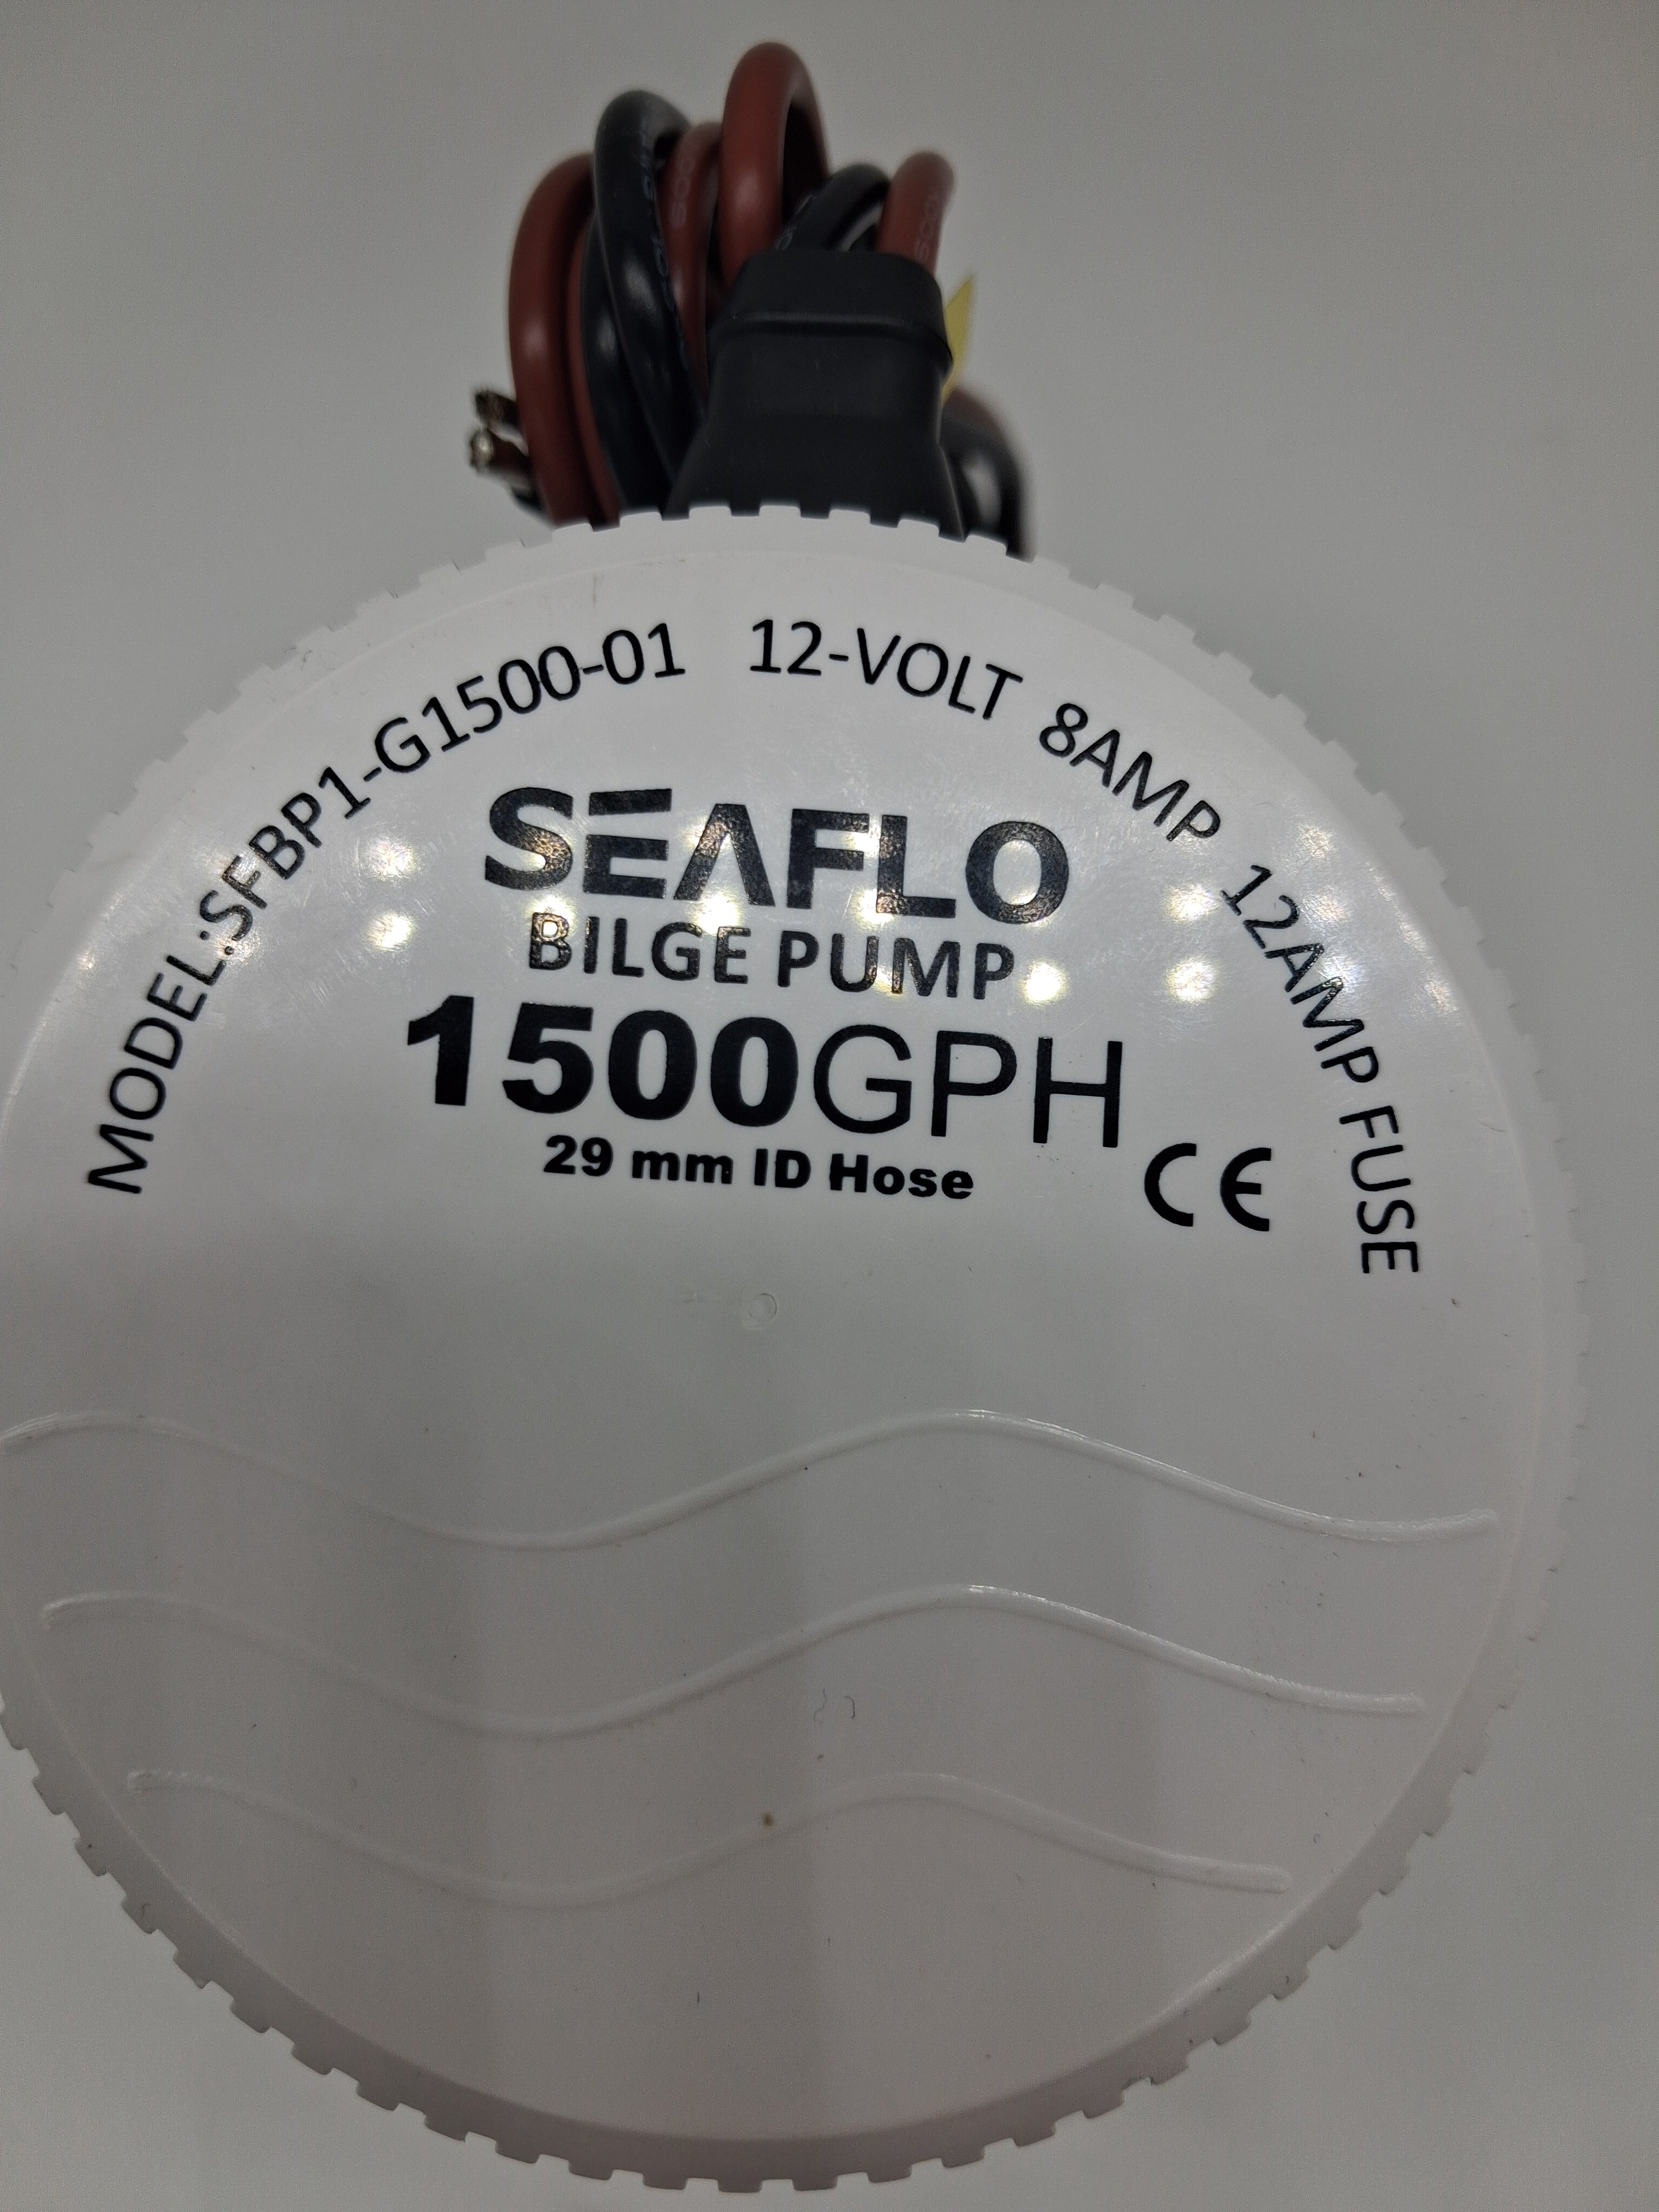 MODEL:SFBP1-G1500-01 12-VOLT 8AMP 12AMP FUSE
SEAFLO
BILGE PUMP
1500GPH
29 mm ID Hose
CE